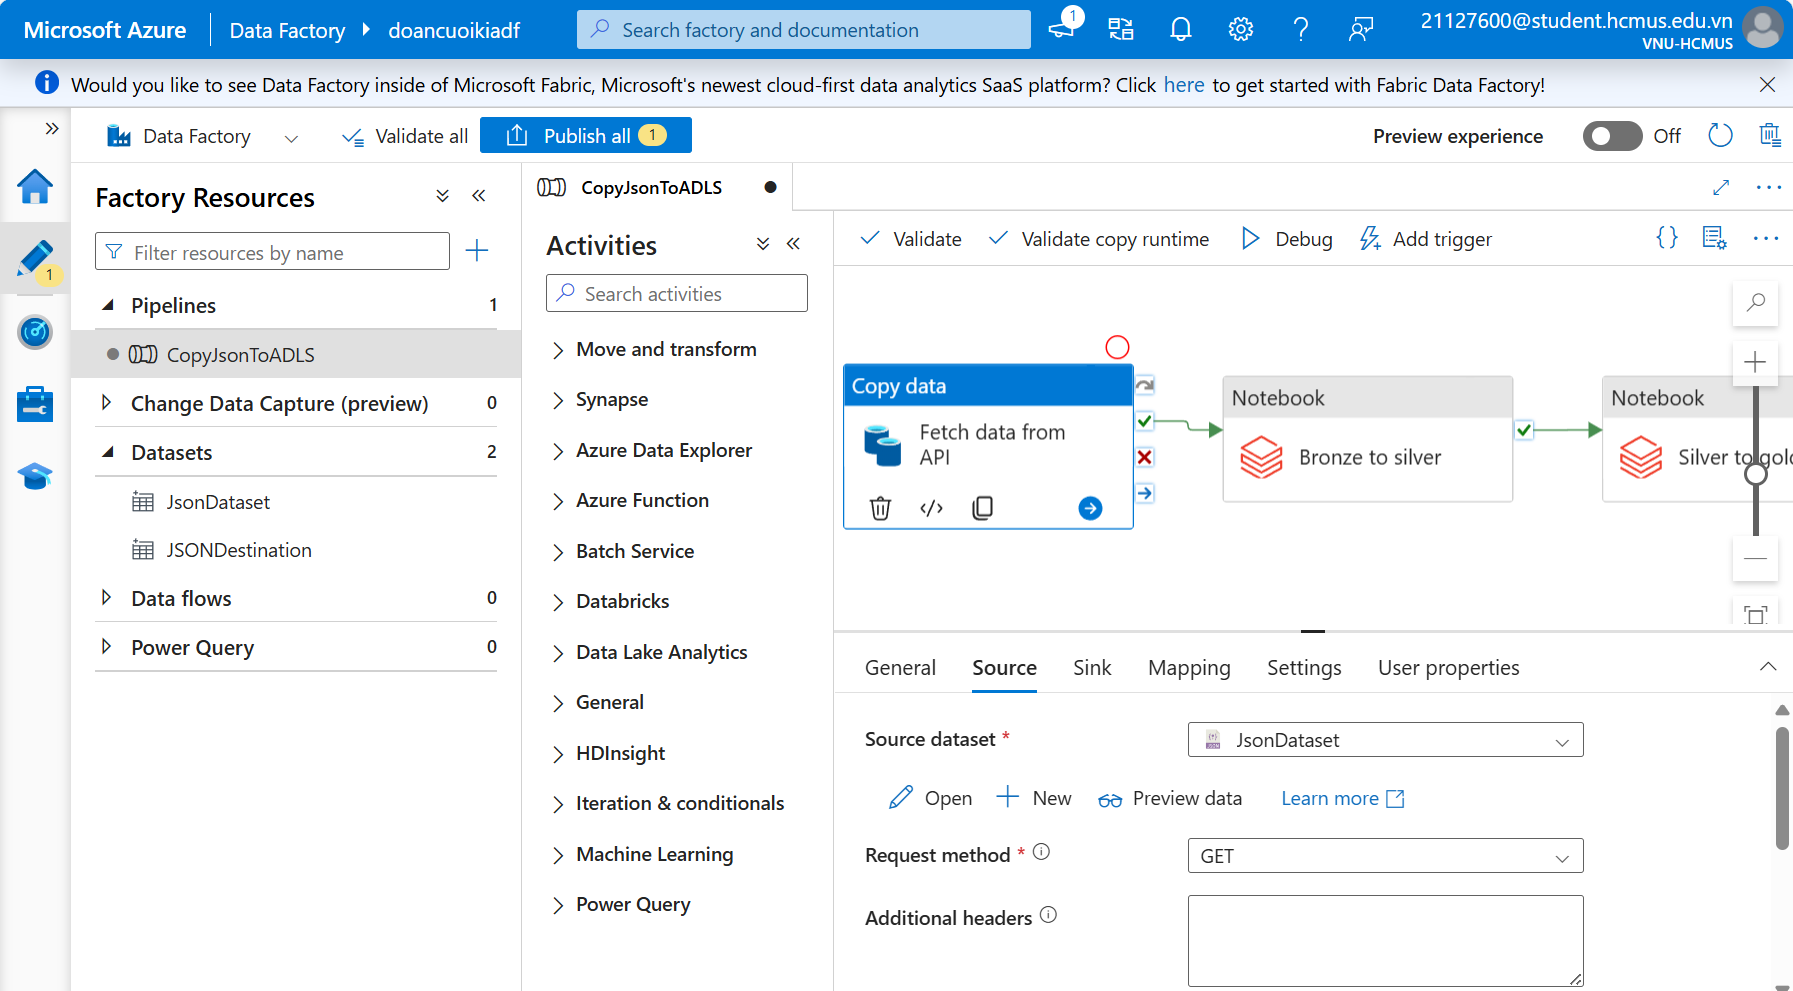 Microsoft Azure
Data Factory
doancuoikiadf
Search factory and documentation
1
21127600@student.hcmus.edu.vn
VNU-HCMUS
Would you like to see Data Factory inside of Microsoft Fabric, Microsoft's newest cloud-first data analytics SaaS platform? Click here to get started with Fabric Data Factory!
Data Factory
Validate all
Publish all 1
Preview experience
Off
1
Factory Resources
Filter resources by name
Pipelines 1
CopyJsonToADLS
Change Data Capture (preview) 0
Datasets 2
JsonDataset
JSONDestination
Data flows 0
Power Query 0
CopyJsonToADLS
Activities
Search activities
Move and transform
Synapse
Azure Data Explorer
Azure Function
Batch Service
Databricks
Data Lake Analytics
General
HDInsight
Iteration & conditionals
Machine Learning
Power Query
Validate
Validate copy runtime
Debug
Add trigger
Copy data
Fetch data from
API
Notebook
Bronze to silver
Notebook
Silver to gold
General
Source
Sink
Mapping
Settings
User properties
Source dataset *
JsonDataset
Open
New
Preview data
Learn more
Request method *
GET
Additional headers